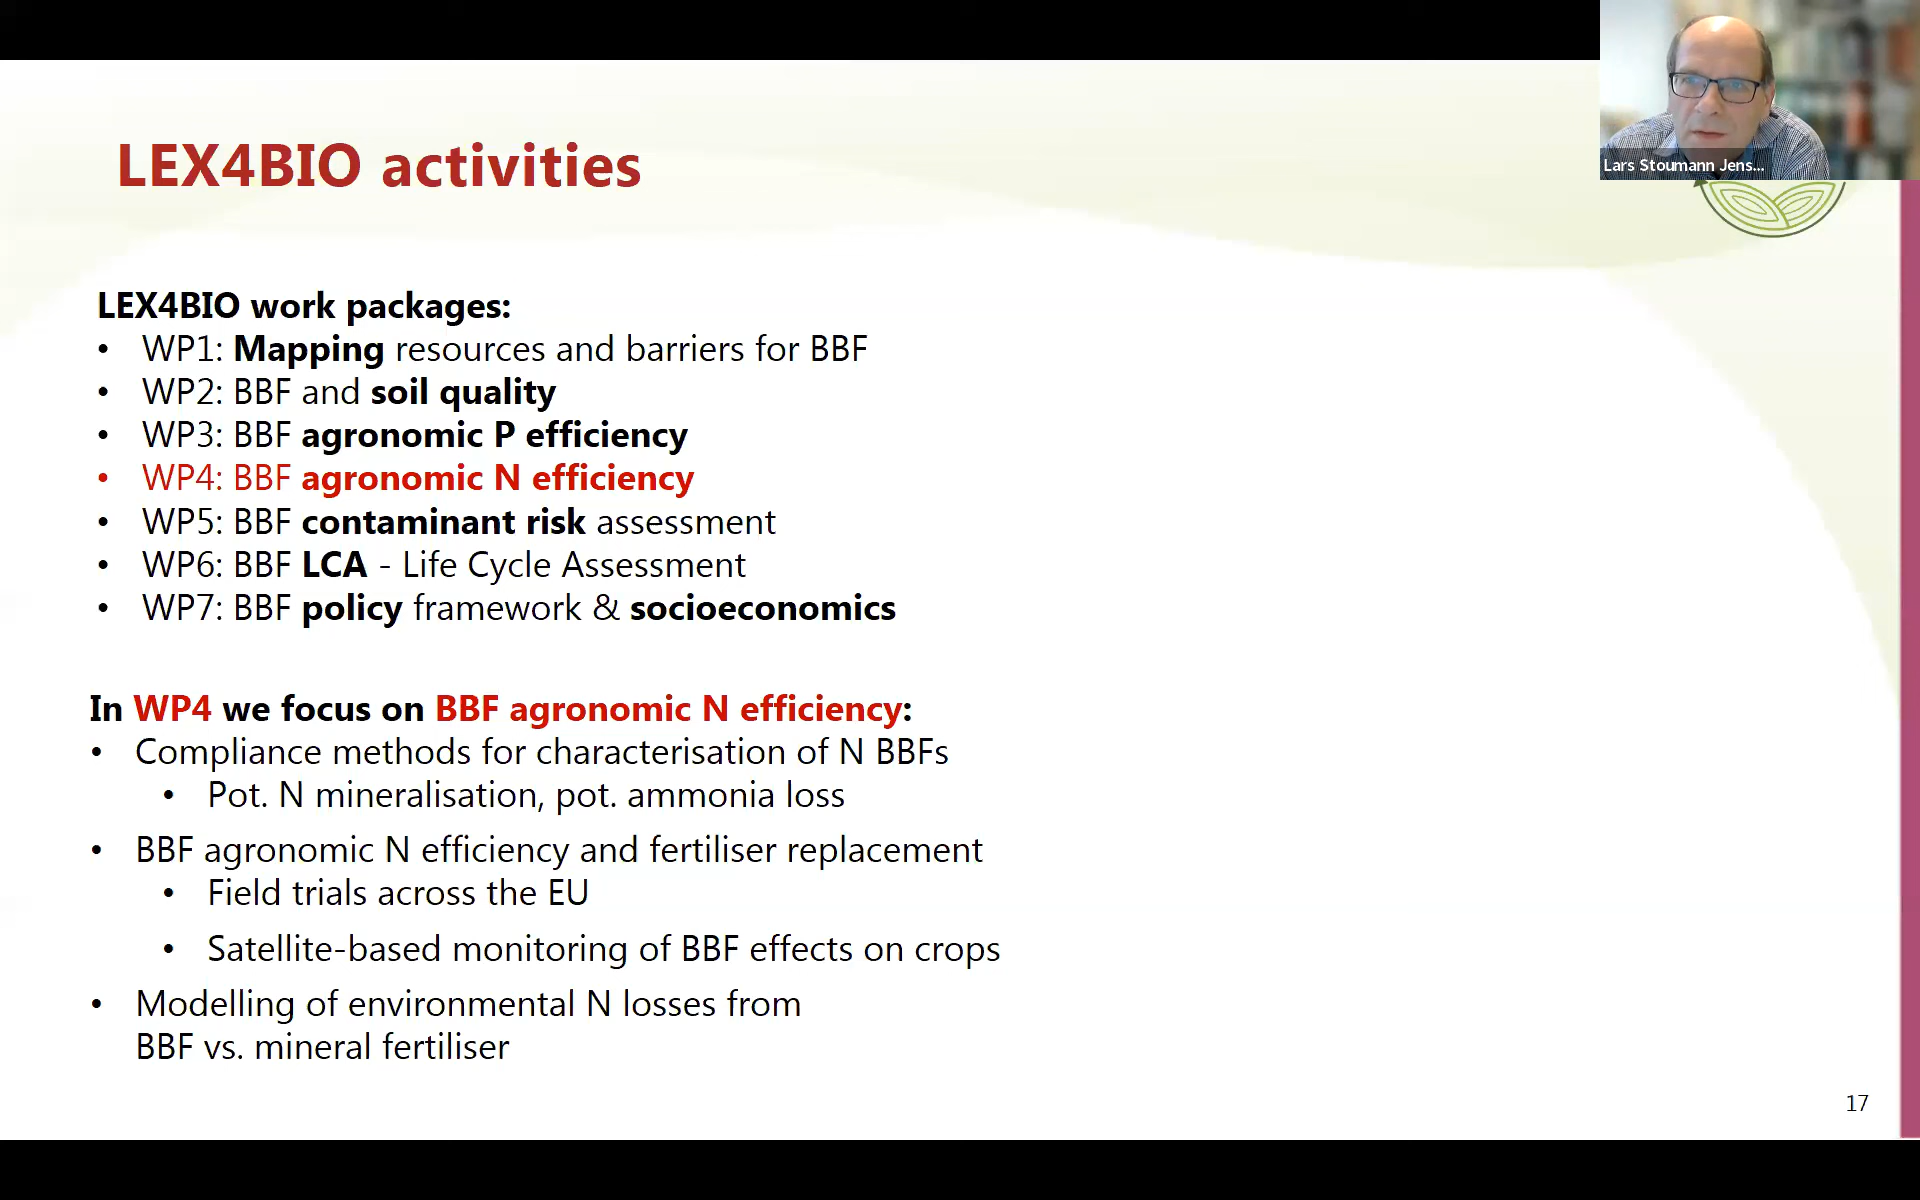 Lars Stoumann Jens...
LEX4BIO activities
LEX4BIO work packages:
• WP1: Mapping resources and barriers for BBF
• WP2: BBF and soil quality
• WP3: BBF agronomic P efficiency
• WP4: BBF agronomic N efficiency
• WP5: BBF contaminant risk assessment
• WP6: BBF LCA - Life Cycle Assessment
• WP7: BBF policy framework & socioeconomics
In WP4 we focus on BBF agronomic N efficiency:
• Compliance methods for characterisation of N BBFs
• Pot. N mineralisation, pot. ammonia loss
• BBF agronomic N efficiency and fertiliser replacement
• Field trials across the EU
• Satellite-based monitoring of BBF effects on crops
• Modelling of environmental N losses from
BBF vs. mineral fertiliser
17